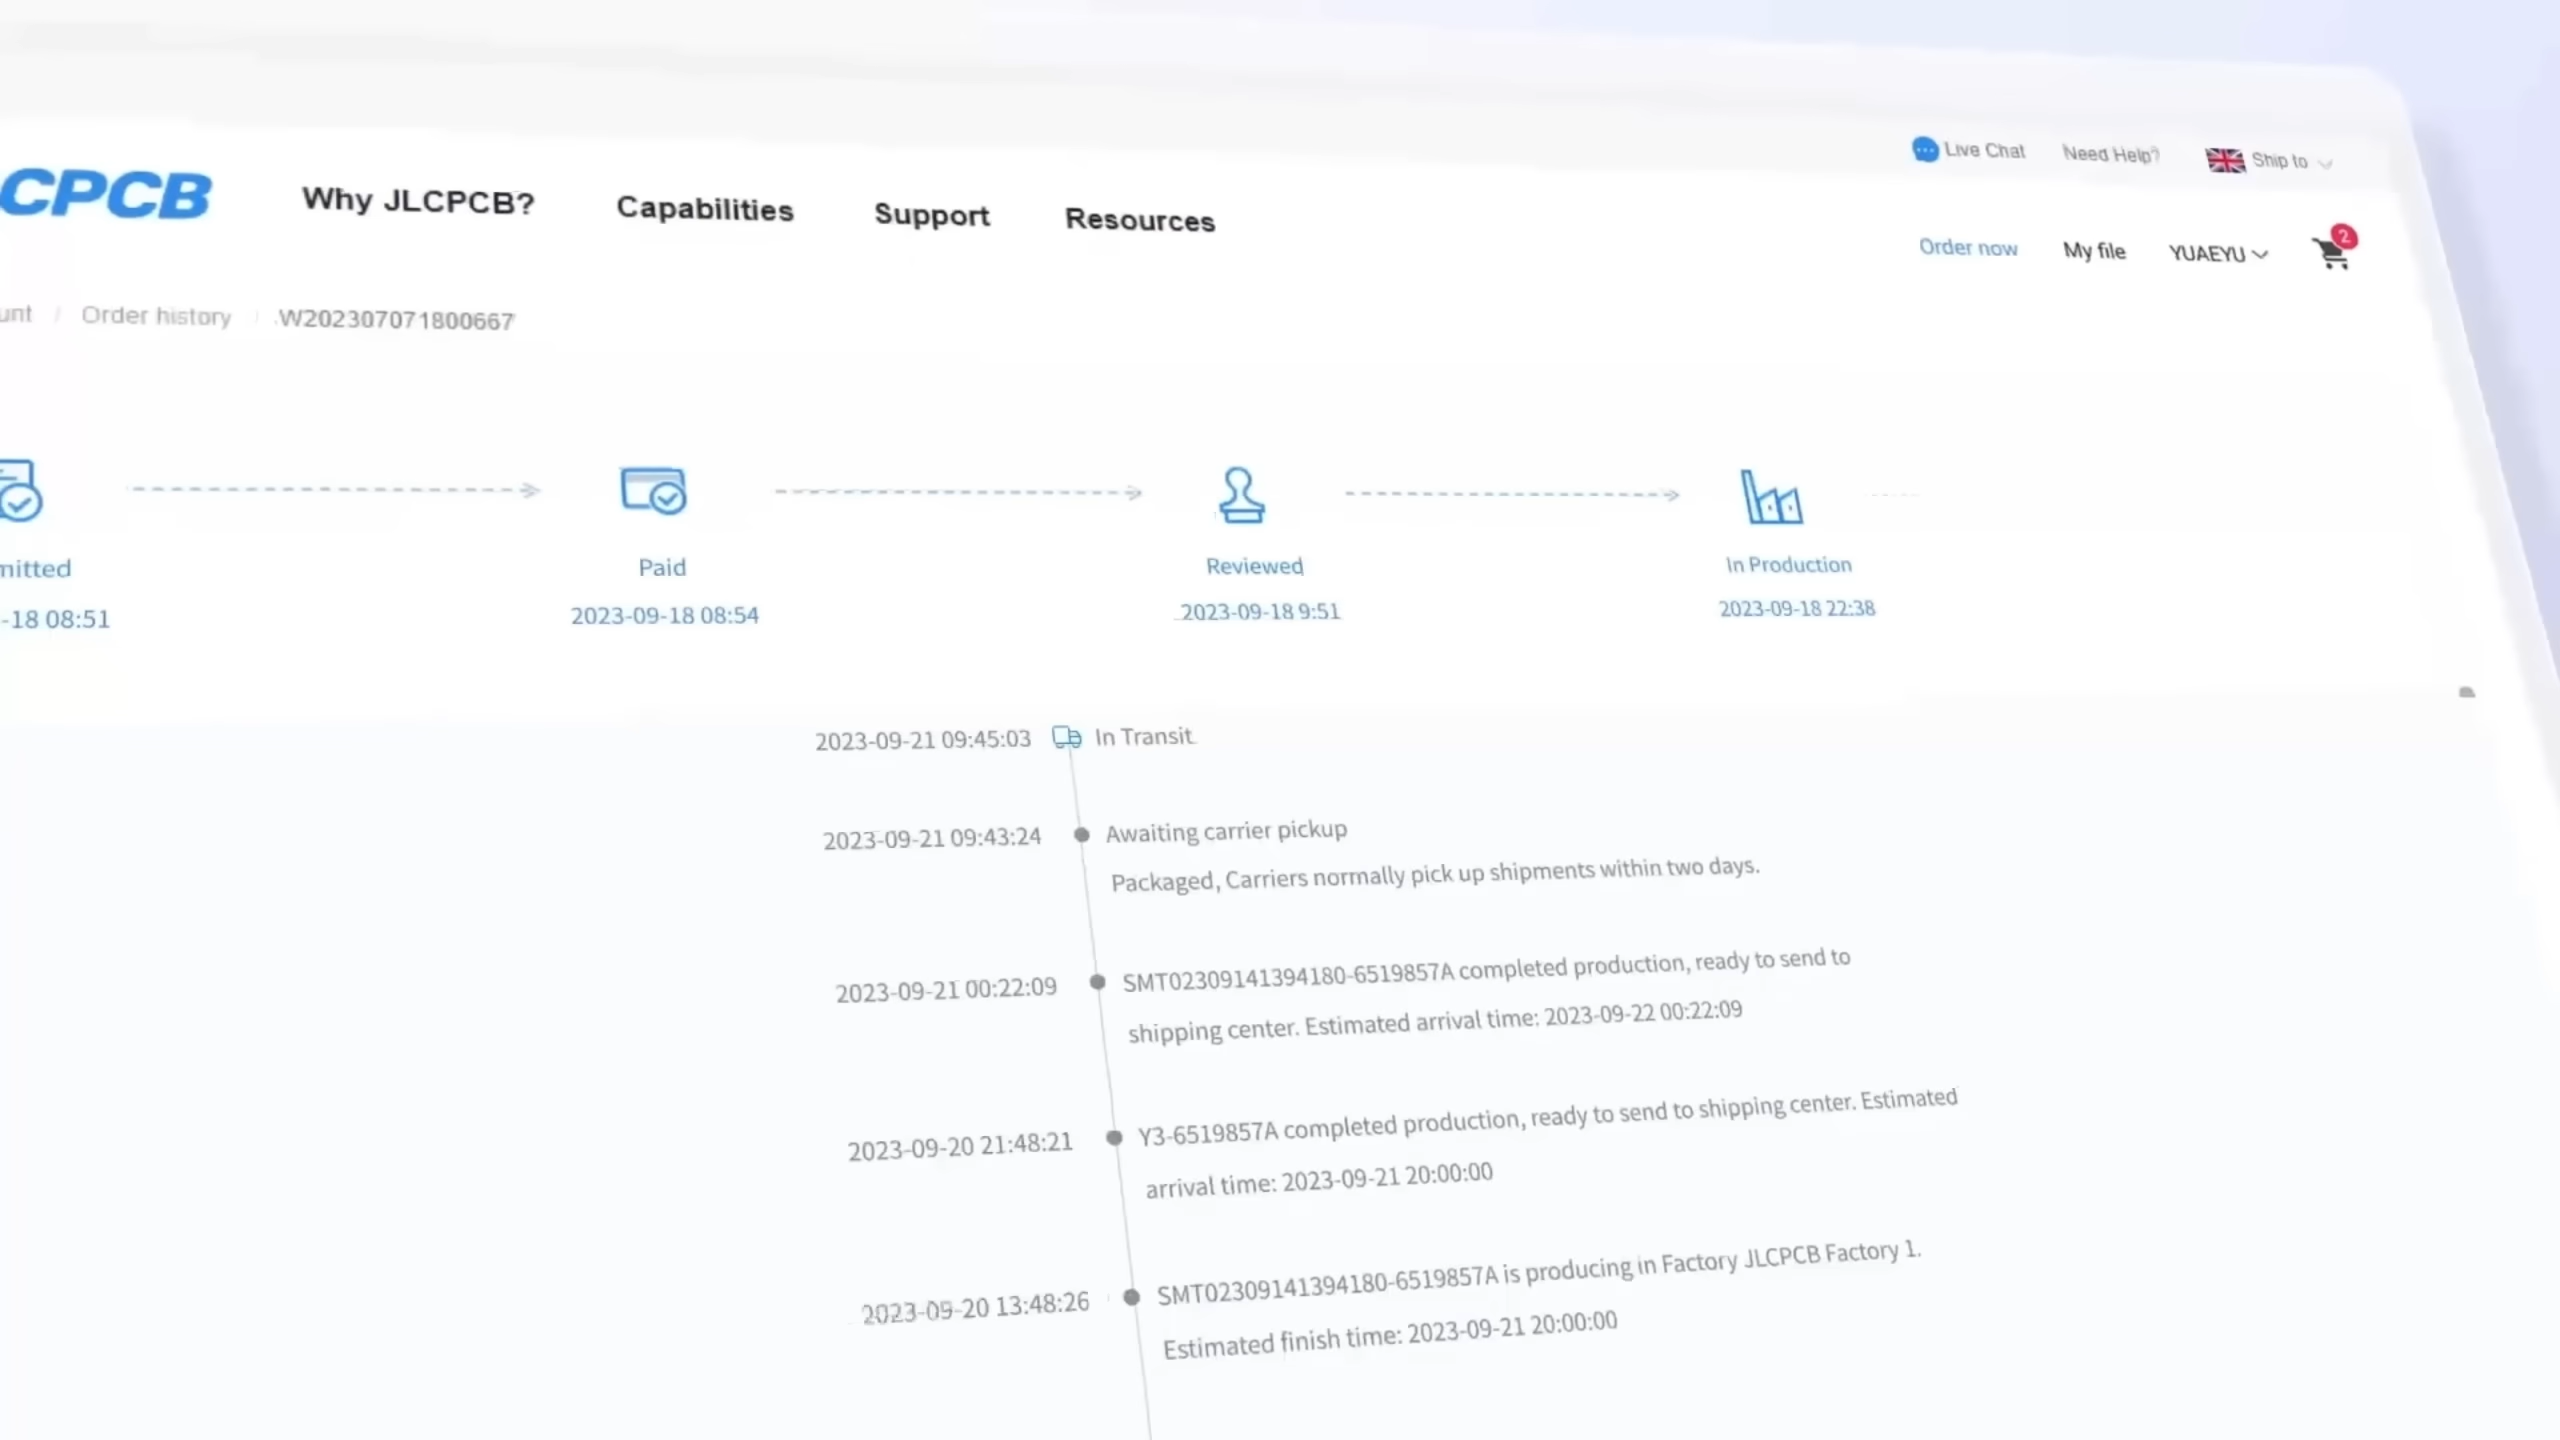 Live Chat Need Help? Ship to
CPCB Why JLCPCB? Capabilities Support Resources
Order now My file YUAEYU 2
unt / Order history / W202307071800667
mitted Paid Reviewed In Production
-18 08:51 2023-09-18 08:54 2023-09-18 9:51 2023-09-18 22:38
2023-09-21 09:45:03 In Transit
2023-09-21 09:43:24 Awaiting carrier pickup
Packaged, Carriers normally pick up shipments within two days.
2023-09-21 00:22:09 SMT02309141394180-6519857A completed production, ready to send to
shipping center. Estimated arrival time: 2023-09-22 00:22:09
2023-09-20 21:48:21 Y3-6519857A completed production, ready to send to shipping center. Estimated
arrival time: 2023-09-21 20:00:00
2023-09-20 13:48:26 SMT02309141394180-6519857A is producing in Factory JLCPCB Factory 1.
Estimated finish time: 2023-09-21 20:00:00